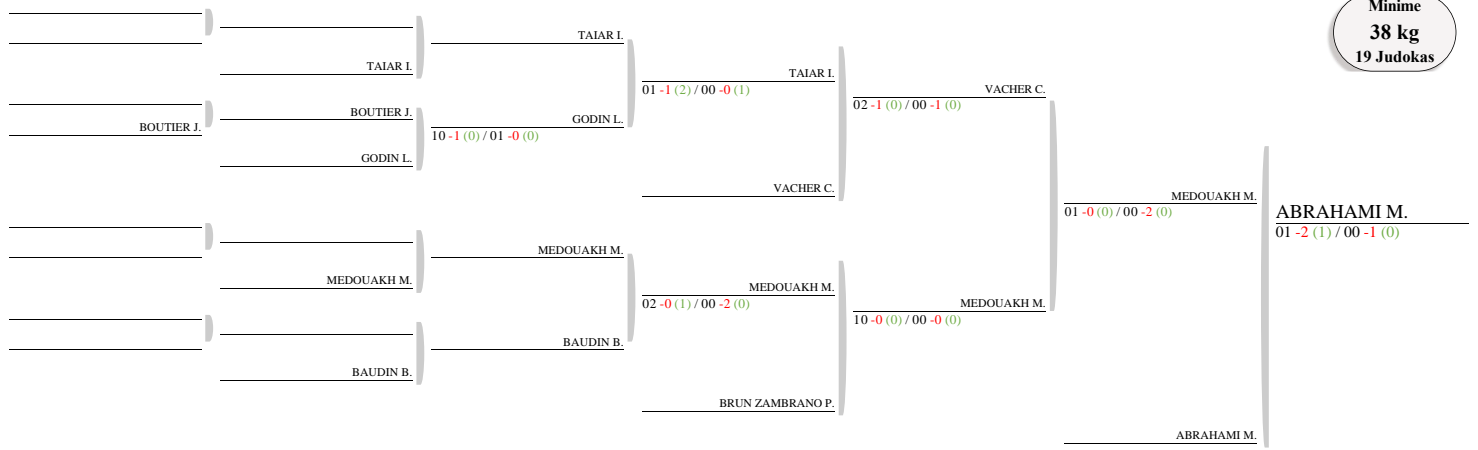 Minime
38 kg
19 Judokas
TAIAR I.
TAIAR I.
TAIAR I.
01 -1 (2) / 00 -0 (1)
VACHER C.
02 -1 (0) / 00 -1 (0)
BOUTIER J.
BOUTIER J.
GODIN L.
10 -1 (0) / 01 -0 (0)
GODIN L.
VACHER C.
MEDOUAKH M.
01 -0 (0) / 00 -2 (0)
ABRAHAMI M.
01 -2 (1) / 00 -1 (0)
MEDOUAKH M.
MEDOUAKH M.
MEDOUAKH M.
02 -0 (1) / 00 -2 (0)
MEDOUAKH M.
10 -0 (0) / 00 -0 (0)
BAUDIN B.
BAUDIN B.
BRUN ZAMBRANO P.
ABRAHAMI M.